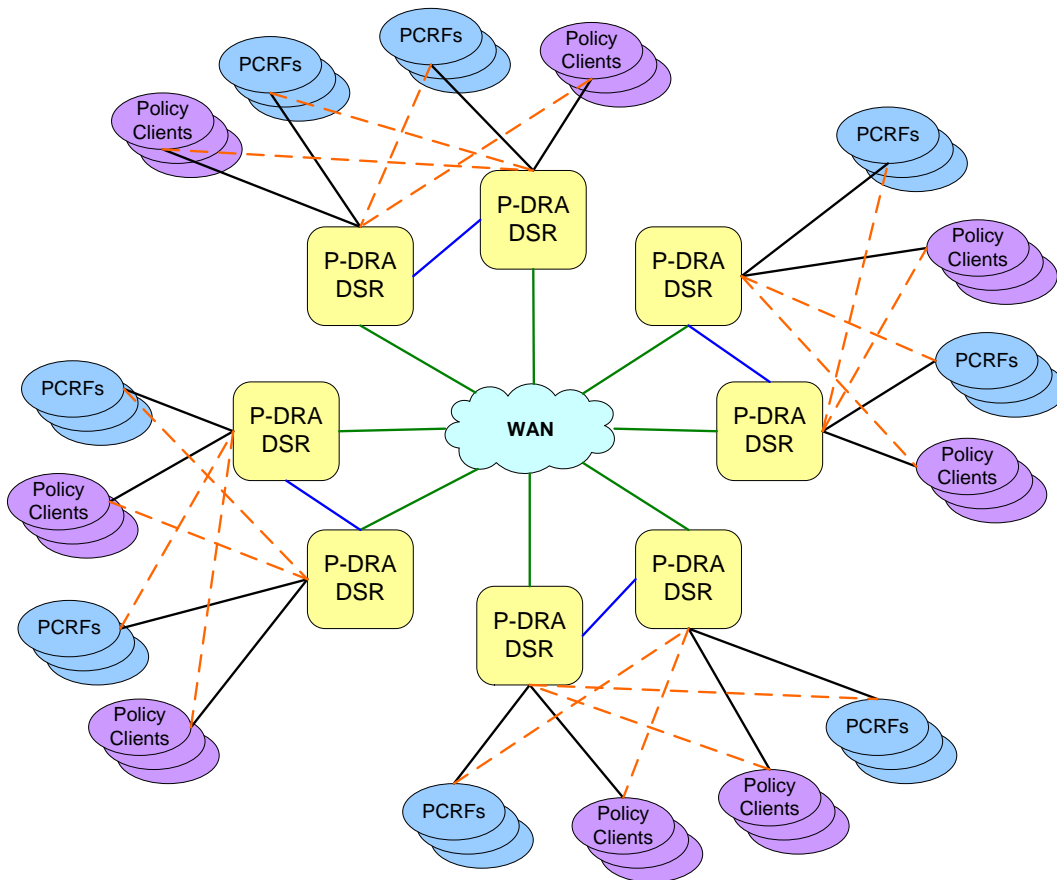 PCRFs
Policy
Clients
PCRFs
Policy
Clients
PCRFs
P-DRA
DSR
P-DRA
DSR
P-DRA
DSR
Policy
Clients
PCRFs
PCRFs
P-DRA
DSR
WAN
P-DRA
DSR
Policy
Clients
Policy
Clients
P-DRA
DSR
P-DRA
DSR
P-DRA
DSR
PCRFs
Policy
Clients
PCRFs
Policy
Clients
PCRFs
Policy
Clients